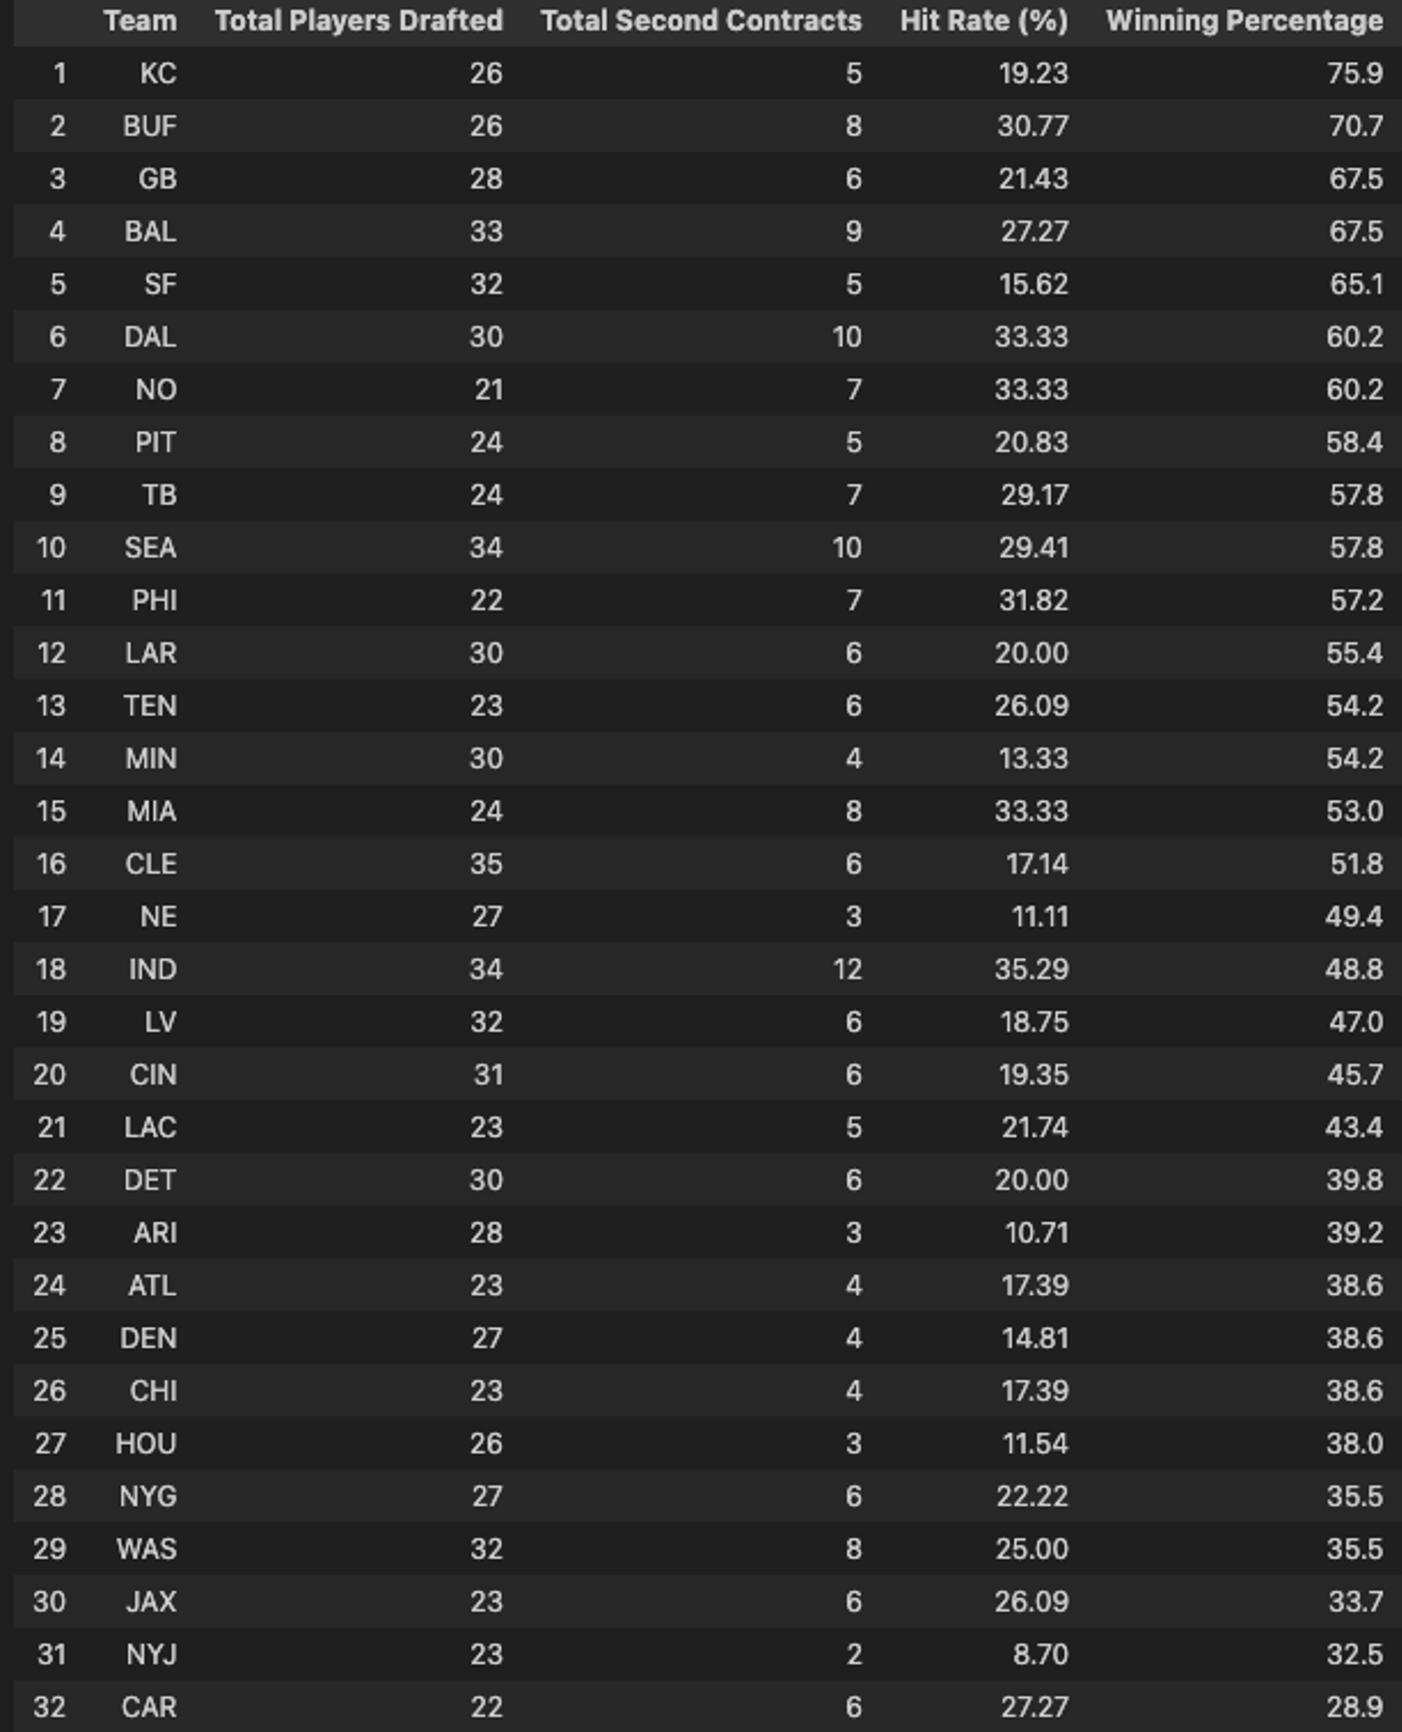 Team Total Players Drafted Total Second Contracts Hit Rate (%) Winning Percentage
1 KC 26 5 19.23 75.9
2 BUF 26 8 30.77 70.7
3 GB 28 6 21.43 67.5
4 BAL 33 9 27.27 67.5
5 SF 32 5 15.62 65.1
6 DAL 30 10 33.33 60.2
7 NO 21 7 33.33 60.2
8 PIT 24 5 20.83 58.4
9 TB 24 7 29.17 57.8
10 SEA 34 10 29.41 57.8
11 PHI 22 7 31.82 57.2
12 LAR 30 6 20.00 55.4
13 TEN 23 6 26.09 54.2
14 MIN 30 4 13.33 54.2
15 MIA 24 8 33.33 53.0
16 CLE 35 6 17.14 51.8
17 NE 27 3 11.11 49.4
18 IND 34 12 35.29 48.8
19 LV 32 6 18.75 47.0
20 CIN 31 6 19.35 45.7
21 LAC 23 5 21.74 43.4
22 DET 30 6 20.00 39.8
23 ARI 28 3 10.71 39.2
24 ATL 23 4 17.39 38.6
25 DEN 27 4 14.81 38.6
26 CHI 23 4 17.39 38.6
27 HOU 26 3 11.54 38.0
28 NYG 27 6 22.22 35.5
29 WAS 32 8 25.00 35.5
30 JAX 23 6 26.09 33.7
31 NYJ 23 2 8.70 32.5
32 CAR 22 6 27.27 28.9